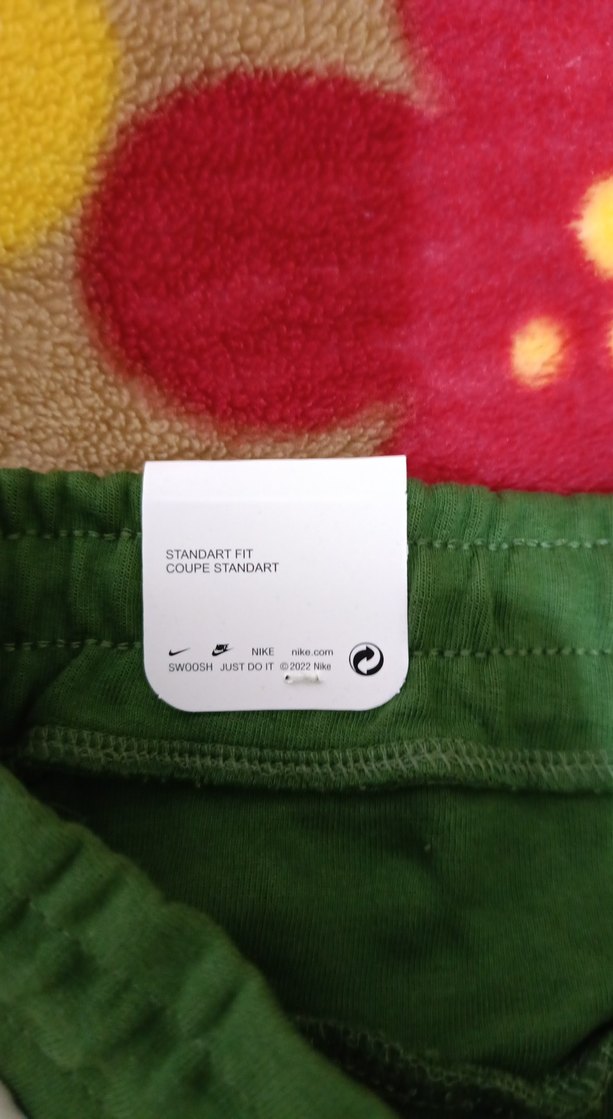 STANDART FIT
COUPE STANDART
NIKE nike.com
SWOOSH JUST DO IT ©2022 Nike